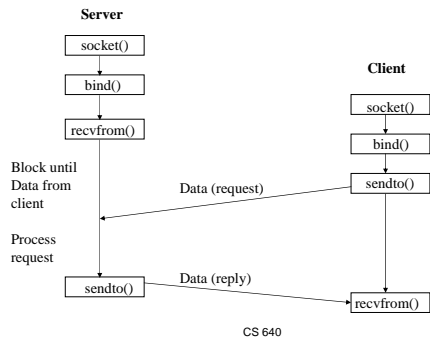 Server
socket()
bind()
recvfrom()
Block until
Data from
client
Process
request
sendto()
Client
socket()
bind()
sendto()
recvfrom()
Data (request)
Data (reply)
CS 640